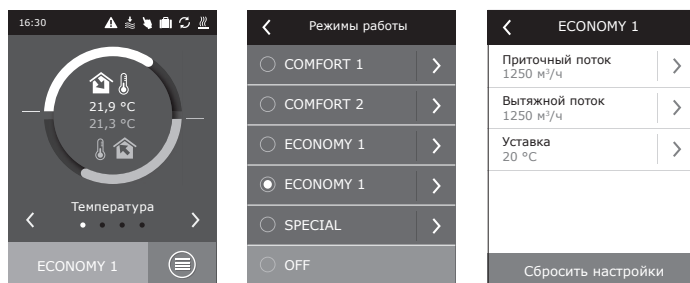 16:30
21,9 °C
21,3 °C
Температура
ECONOMY 1
Режимы работы
COMFORT 1
COMFORT 2
ECONOMY 1
ECONOMY 1
SPECIAL
OFF
ECONOMY 1
Приточный поток
1250 м³/ч
Вытяжной поток
1250 м³/ч
Уставка
20 °C
Сбросить настройки